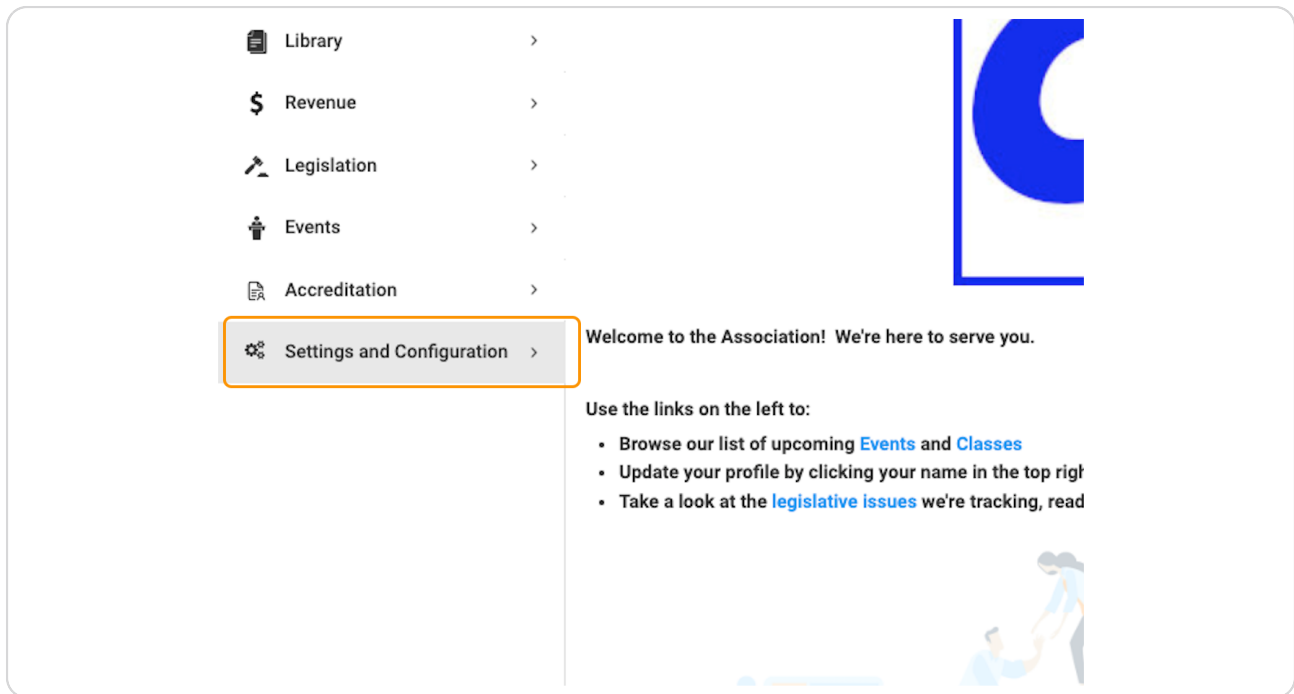 Library
Revenue
Legislation
Events
Accreditation
Settings and Configuration
Welcome to the Association!  We're here to serve you.
Use the links on the left to:
• Browse our list of upcoming Events and Classes
• Update your profile by clicking your name in the top righ
• Take a look at the legislative issues we're tracking, read